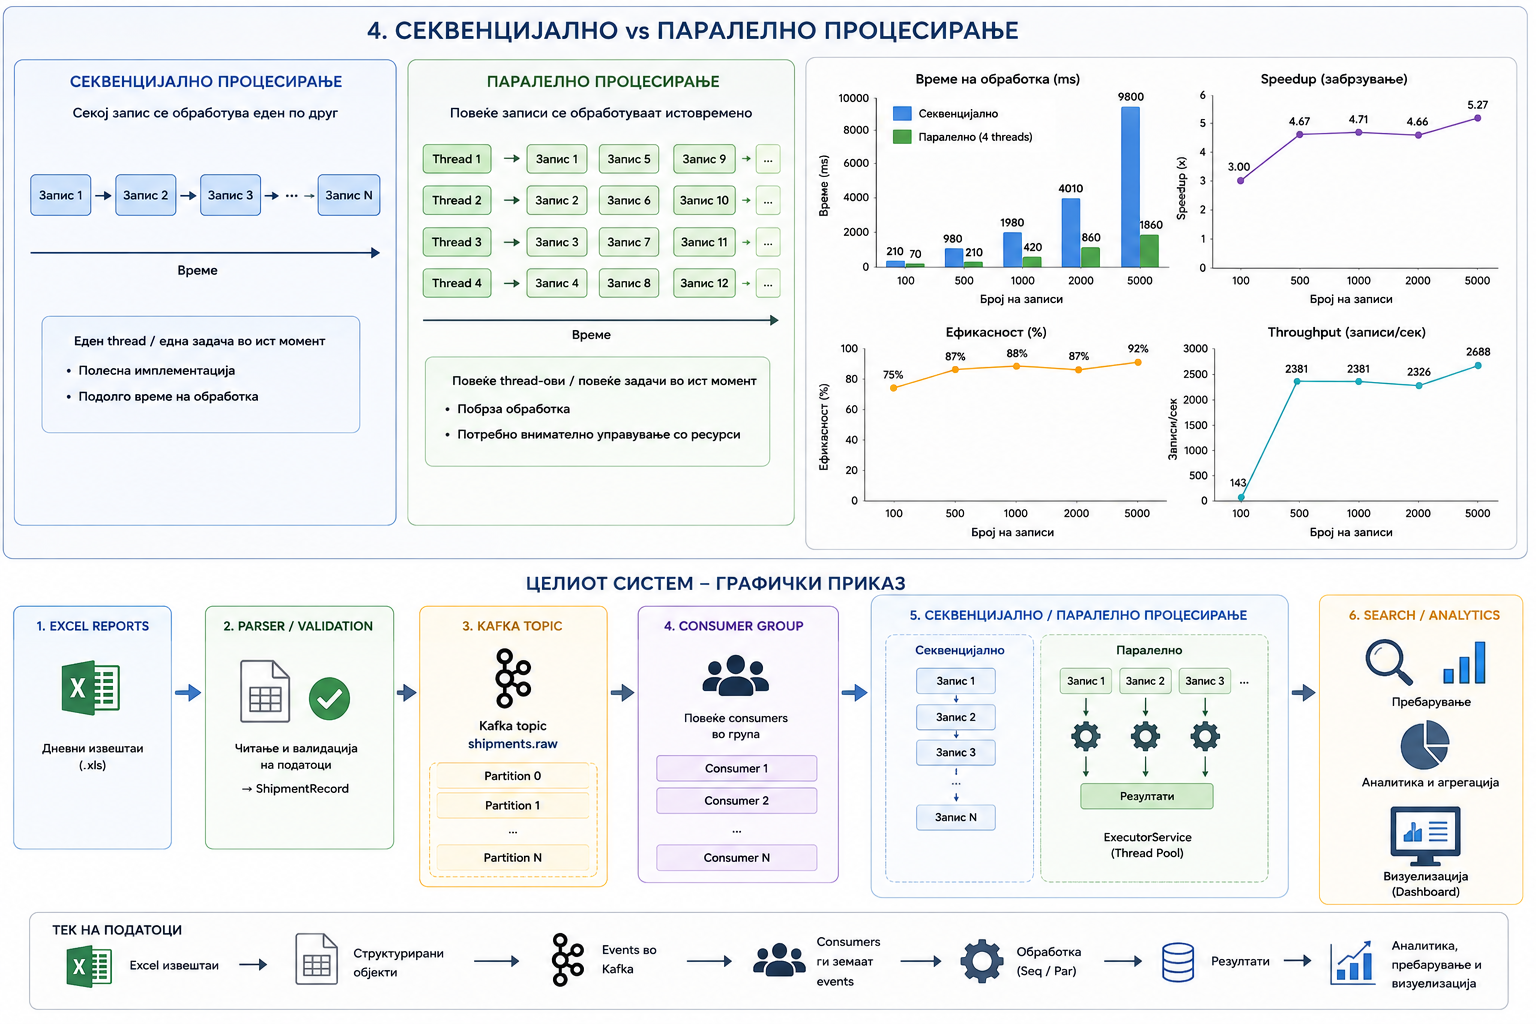 4. СЕКВЕНЦИЈАЛНО vs ПАРАЛЕЛНО ПРОЦЕСИРАЊЕ
СЕКВЕНЦИЈАЛНО ПРОЦЕСИРАЊЕ
Секој запис се обработува еден по друг
Запис 1
Запис 2
Запис 3
...
Запис N
Време
Еден thread / една задача во ист момент
• Полесна имплементација
• Подолго време на обработка
ПАРАЛЕЛНО ПРОЦЕСИРАЊЕ
Повеќе записи се обработуваат истовремено
Thread 1 Запис 1 Запис 5 Запис 9 ...
Thread 2 Запис 2 Запис 6 Запис 10 ...
Thread 3 Запис 3 Запис 7 Запис 11 ...
Thread 4 Запис 4 Запис 8 Запис 12 ...
Време
Повеќе thread-ови / повеќе задачи во ист момент
• Побрза обработка
• Потребно внимателно управување со ресурси
Време на обработка (ms)
Секвенцијално
Паралелно (4 threads)
Време (ms)
10000
8000
6000
4000
2000
0
210 70
980 210
1980 420
4010 860
9800 1860
100 500 1000 2000 5000
Број на записи
Speedup (забрзување)
Speedup (x)
6
5
4
3
2
1
0
3.00 4.67 4.71 4.66 5.27
100 500 1000 2000 5000
Број на записи
Ефикасност (%)
Ефикасност (%)
100
80
60
40
20
0
75% 87% 88% 87% 92%
100 500 1000 2000 5000
Број на записи
Throughput (записи/сек)
Записи/сек
3000
2500
2000
1500
1000
500
0
143 2381 2381 2326 2688
100 500 1000 2000 5000
Број на записи
ЦЕЛИОТ СИСТЕМ – ГРАФИЧКИ ПРИКАЗ
1. EXCEL REPORTS
X
Дневни извештаи
(.xls)
2. PARSER / VALIDATION
Читање и валидација
на податоци
→ ShipmentRecord
3. KAFKA TOPIC
Kafka topic
shipments.raw
Partition 0
Partition 1
...
Partition N
4. CONSUMER GROUP
Повеќе consumers
во група
Consumer 1
Consumer 2
...
Consumer N
5. СЕКВЕНЦИЈАЛНО / ПАРАЛЕЛНО ПРОЦЕСИРАЊЕ
Секвенцијално
Запис 1
Запис 2
Запис 3
...
Запис N
Паралелно
Запис 1 Запис 2 Запис 3 ...
Резултати
ExecutorService
(Thread Pool)
6. SEARCH / ANALYTICS
Пребарување
Аналитика и агрегација
Визуелизација
(Dashboard)
ТЕК НА ПОДАТОЦИ
X
Excel извештаи
Структурирани
објекти
Events во
Kafka
Consumers
ги земаат
events
Обработка
(Seq / Par)
Резултати
Аналитика,
пребарување и
визуелизација